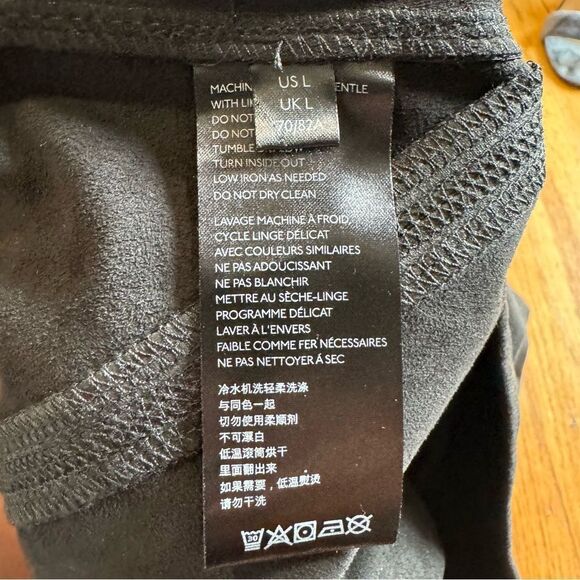 US L
UK L
170/82A
MACHIN ENTLE
WITH LI
DO NOT
DO NOT
TUMBLE
TURN INSIDE OUT
LOW IRON AS NEEDED
DO NOT DRY CLEAN
LAVAGE MACHINE À FROID
CYCLE LINGE DÉLICAT
AVEC COULEURS SIMILAIRES
NE PAS ADOUCISSANT
NE PAS BLANCHIR
METTRE AU SÈCHE-LINGE
PROGRAMME DÉLICAT
LAVER À L'ENVERS
FAIBLE COMME FER NÉCESSAIRES
NE PAS NETTOYER Á SEC
冷水机洗轻柔洗涤
与同色一起
切勿使用柔顺剂
不可漂白
低温滚筒烘干
里面翻出来
如果需要，低温熨烫
请勿干洗
30